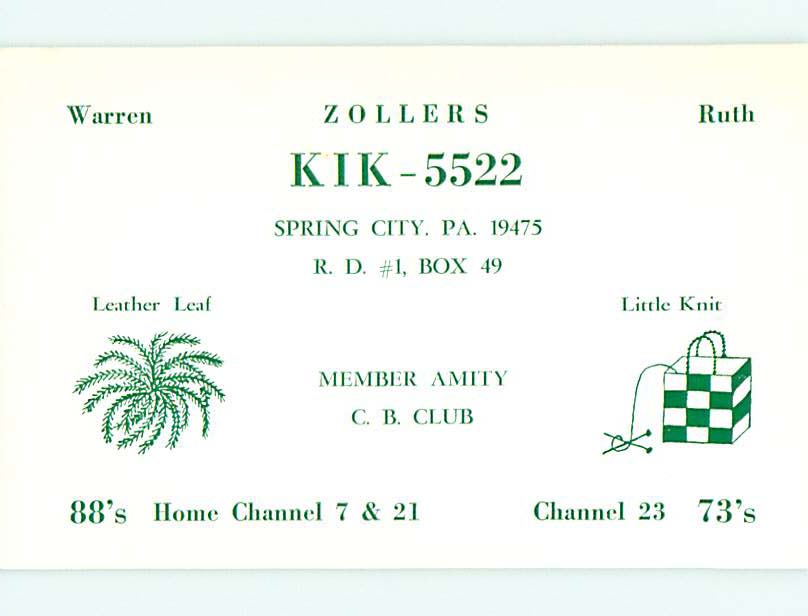 Warren ZOLLERS Ruth
KIK-5522
SPRING CITY. PA. 19475
R. D. #1, BOX 49
Leather Leaf Little Knit
MEMBER AMITY
C. B. CLUB
88's Home Channel 7 & 21 Channel 23 73's